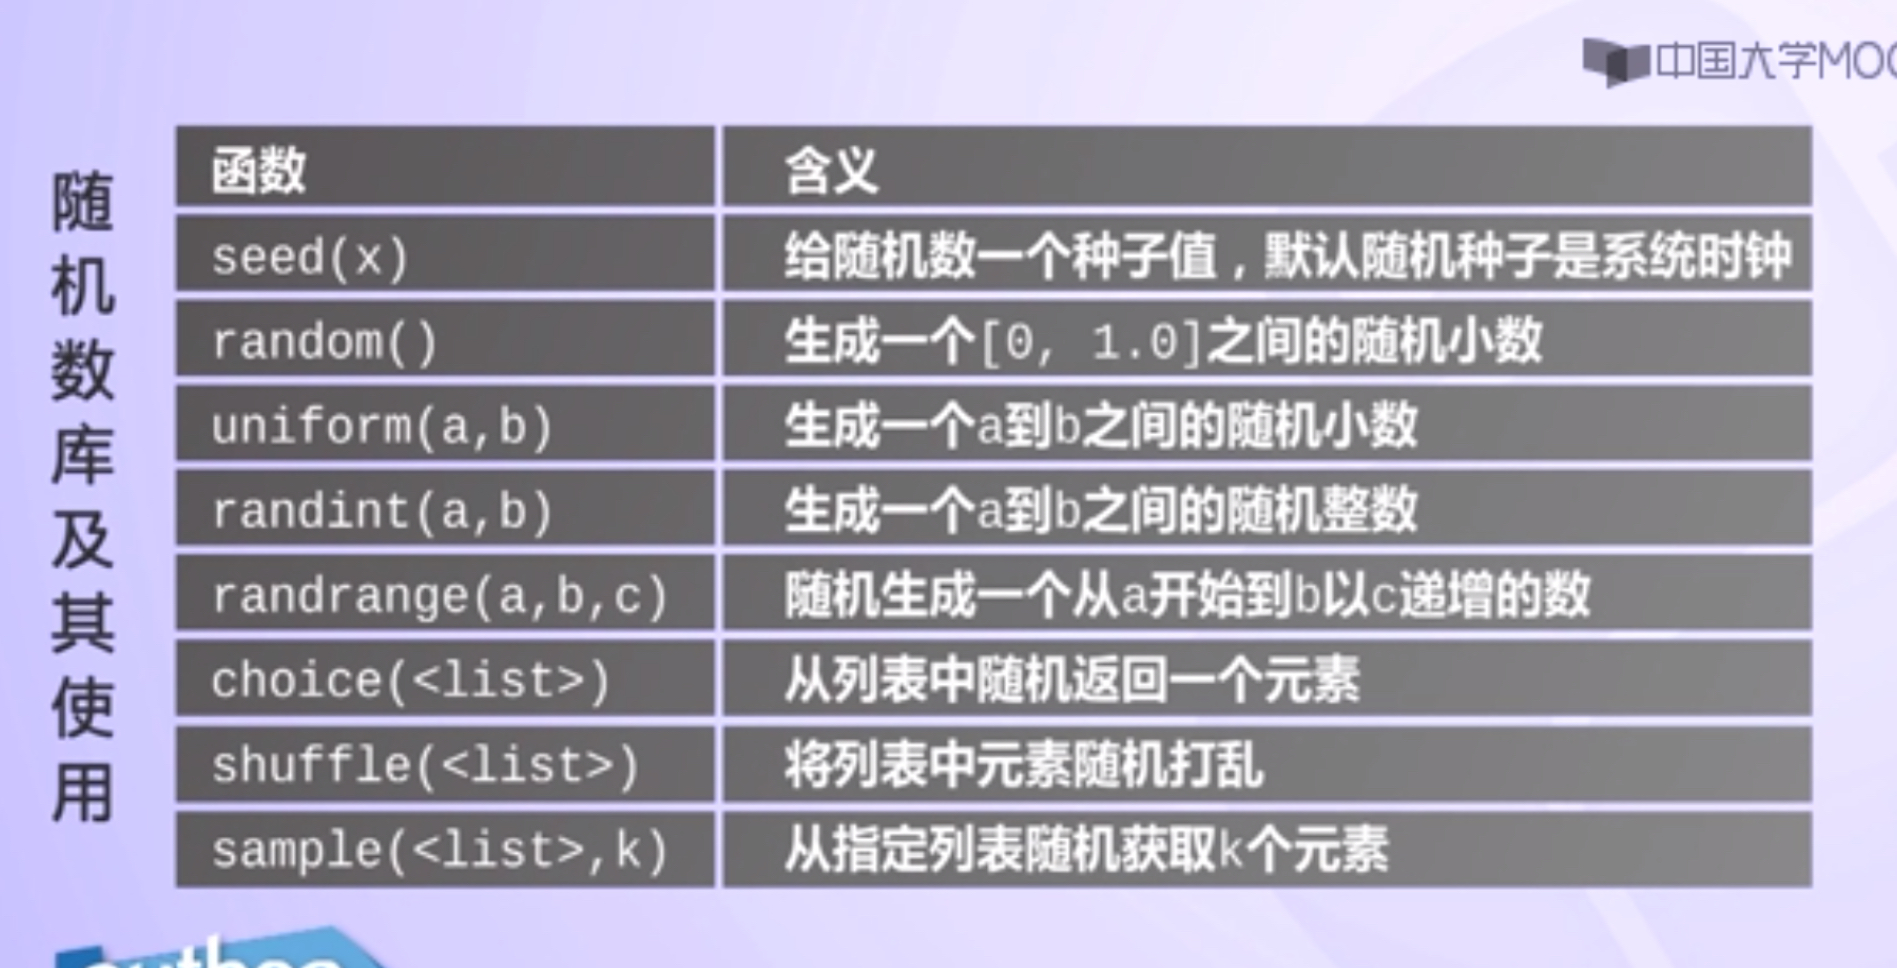 中国大学MOO
随机数库及其使用
函数 含义
seed(x) 给随机数一个种子值，默认随机种子是系统时钟
random() 生成一个[0, 1.0]之间的随机小数
uniform(a,b) 生成一个a到b之间的随机小数
randint(a,b) 生成一个a到b之间的随机整数
randrange(a,b,c) 随机生成一个从a开始到b以c递增的数
choice(<list>) 从列表中随机返回一个元素
shuffle(<list>) 将列表中元素随机打乱
sample(<list>,k) 从指定列表随机获取k个元素